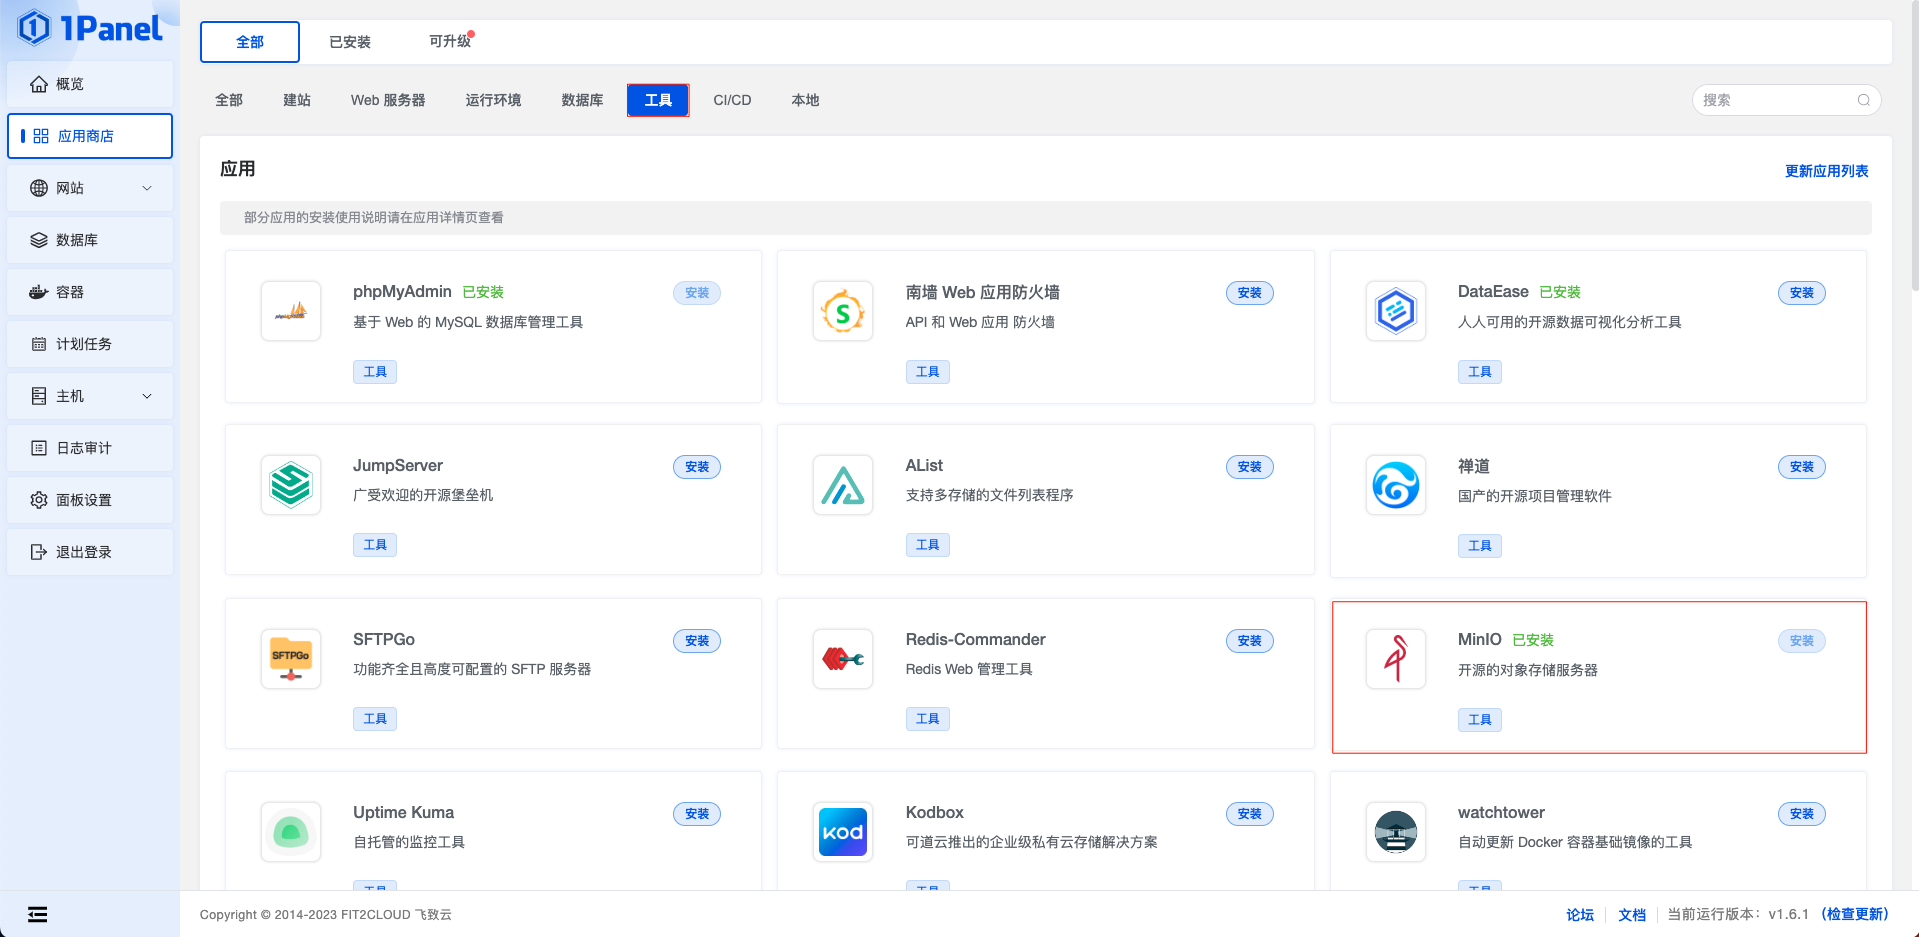 1Panel
概览
应用商店
网站
数据库
容器
计划任务
主机
日志审计
面板设置
退出登录
全部 已安装 可升级
全部 建站 Web 服务器 运行环境 数据库 工具 CI/CD 本地 搜索
应用 更新应用列表
部分应用的安装使用说明请在应用详情页查看
phpMyAdmin 已安装 安装
基于 Web 的 MySQL 数据库管理工具
工具
南墙 Web 应用防火墙 安装
API 和 Web 应用 防火墙
工具
DataEase 已安装 安装
人人可用的开源数据可视化分析工具
工具
JumpServer 安装
广受欢迎的开源堡垒机
工具
AList 安装
支持多存储的文件列表程序
工具
禅道 安装
国产的开源项目管理软件
工具
SFTPGo
SFTPGo 安装
功能齐全且高度可配置的 SFTP 服务器
工具
Redis-Commander 安装
Redis Web 管理工具
工具
MinIO 已安装 安装
开源的对象存储服务器
工具
Uptime Kuma 安装
自托管的监控工具
工具
kod
Kodbox 安装
可道云推出的企业级私有云存储解决方案
工具
watchtower 安装
自动更新 Docker 容器基础镜像的工具
工具
Copyright © 2014-2023 FIT2CLOUD 飞致云 论坛 文档 当前运行版本： v1.6.1 （检查更新）